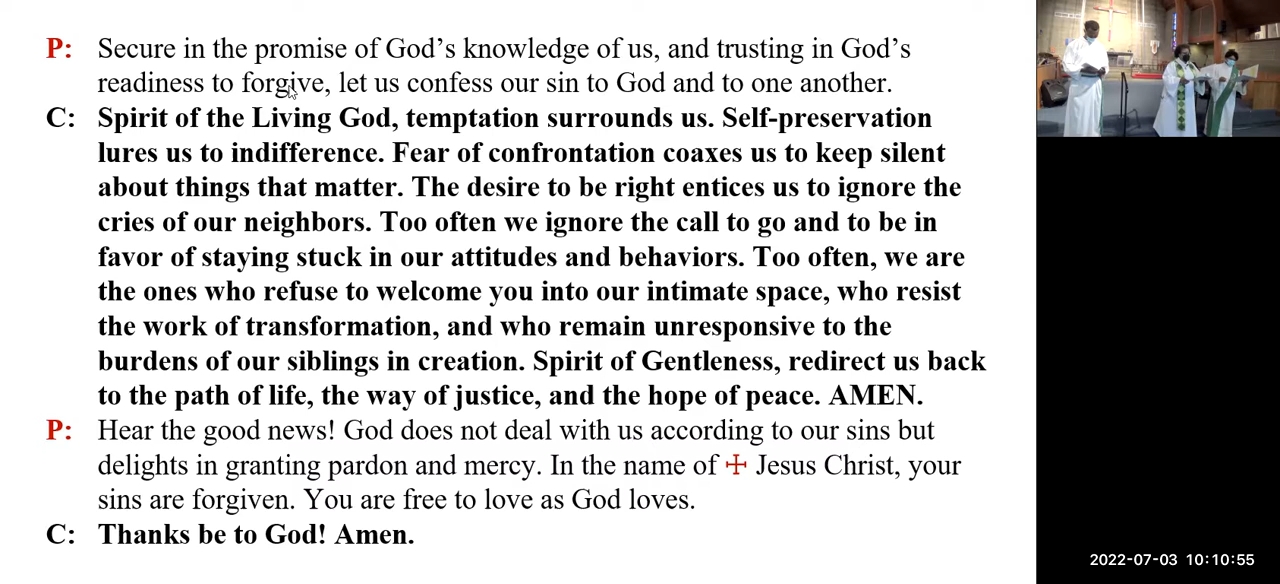 P: Secure in the promise of God’s knowledge of us, and trusting in God’s
readiness to forgive, let us confess our sin to God and to one another.
C: Spirit of the Living God, temptation surrounds us. Self-preservation
lures us to indifference. Fear of confrontation coaxes us to keep silent
about things that matter. The desire to be right entices us to ignore the
cries of our neighbors. Too often we ignore the call to go and to be in
favor of staying stuck in our attitudes and behaviors. Too often, we are
the ones who refuse to welcome you into our intimate space, who resist
the work of transformation, and who remain unresponsive to the
burdens of our siblings in creation. Spirit of Gentleness, redirect us back
to the path of life, the way of justice, and the hope of peace. AMEN.
P: Hear the good news! God does not deal with us according to our sins but
delights in granting pardon and mercy. In the name of ☩ Jesus Christ, your
sins are forgiven. You are free to love as God loves.
C: Thanks be to God! Amen.
2022-07-03 10:10:55